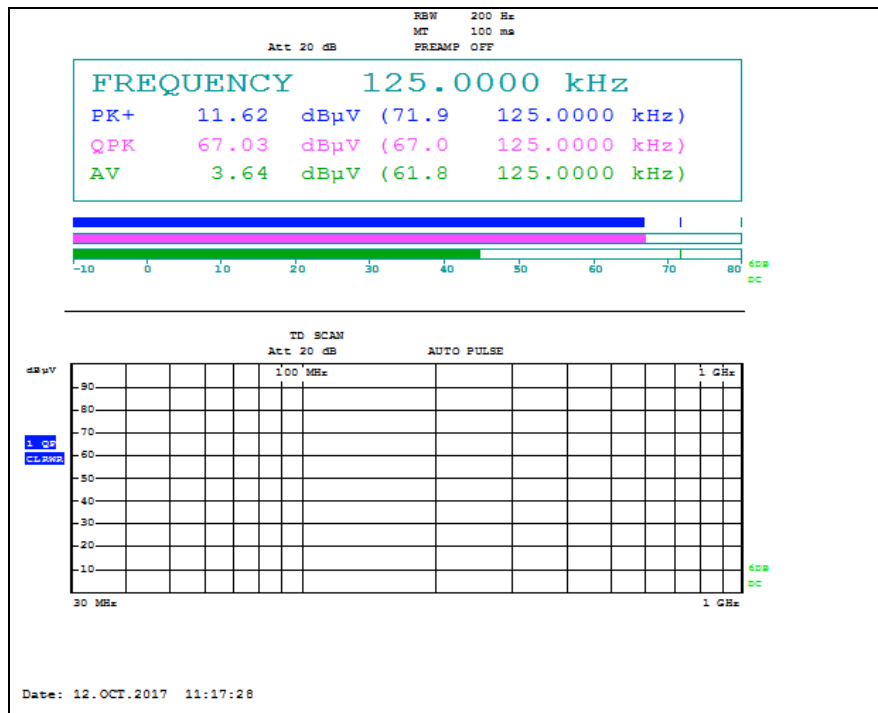 RBW 200 Hz
MT 100 ms
Att 20 dB PREAMP OFF
FREQUENCY 125.0000 kHz
PK+ 11.62 dBµV (71.9 125.0000 kHz)
QPK 67.03 dBµV (67.0 125.0000 kHz)
AV 3.64 dBµV (61.8 125.0000 kHz)
-10 0 10 20 30 40 50 60 70 80
6DB
DC
TD SCAN
Att 20 dB AUTO PULSE
dBµV
100 MHz 1 GHz
90
80
70
1 QP
60
CLRWR
50
40
30
20
10
6DB
DC
30 MHz 1 GHz
Date: 12.OCT.2017 11:17:28